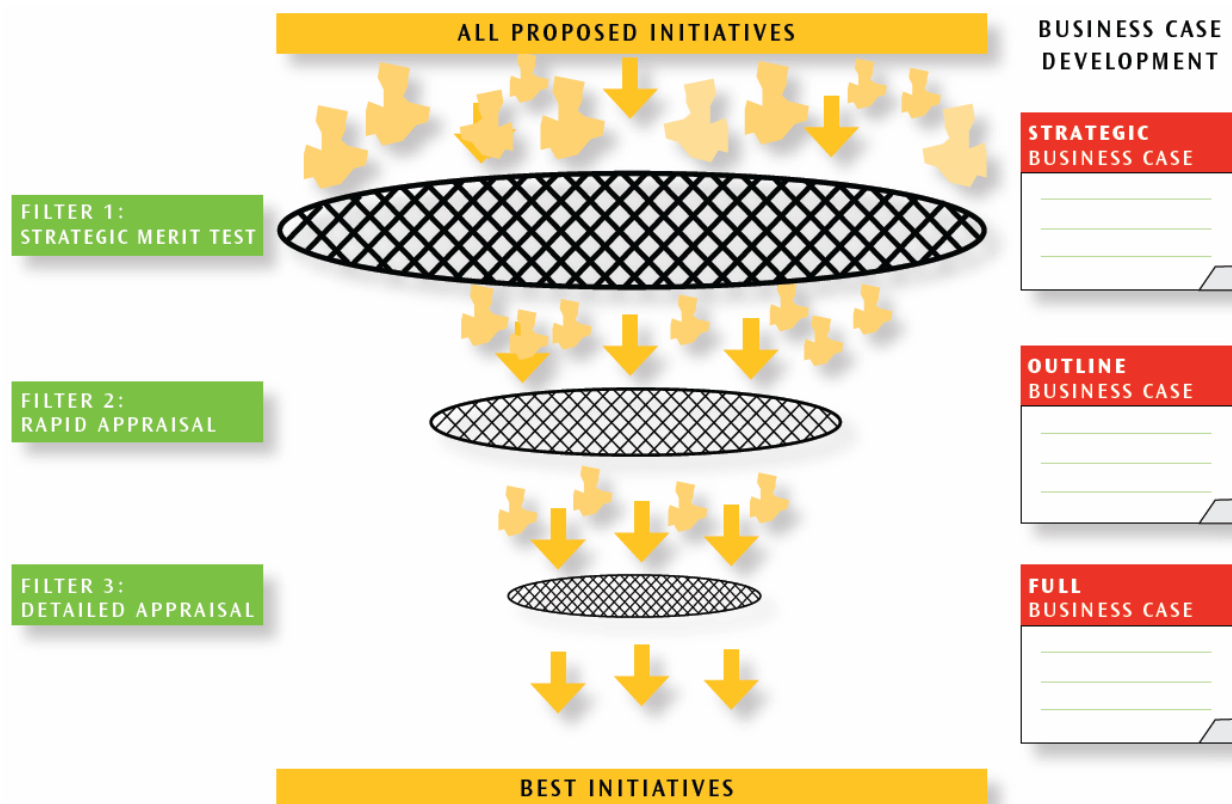 ALL PROPOSED INITIATIVES
BUSINESS CASE
DEVELOPMENT
STRATEGIC
BUSINESS CASE
FILTER 1:
STRATEGIC MERIT TEST
OUTLINE
BUSINESS CASE
FILTER 2:
RAPID APPRAISAL
FULL
BUSINESS CASE
FILTER 3:
DETAILED APPRAISAL
BEST INITIATIVES